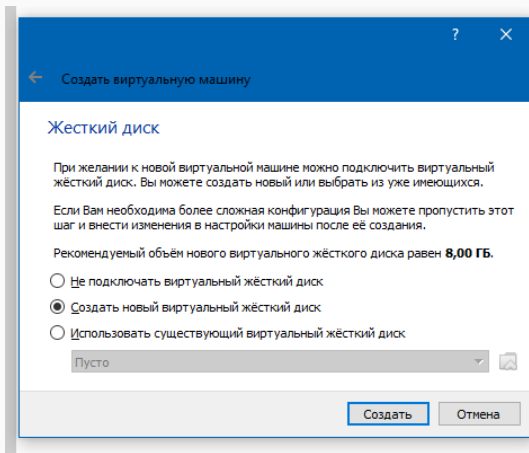 ?
Создать виртуальную машину
Жесткий диск
При желании к новой виртуальной машине можно подключить виртуальный
жёсткий диск. Вы можете создать новый или выбрать из уже имеющихся.
Если Вам необходима более сложная конфигурация Вы можете пропустить этот
шаг и внести изменения в настройки машины после её создания.
Рекомендуемый объём нового виртуального жёсткого диска равен 8,00 ГБ.
Не подключать виртуальный жёсткий диск
Создать новый виртуальный жёсткий диск
Использовать существующий виртуальный жёсткий диск
Пусто
Создать
Отмена